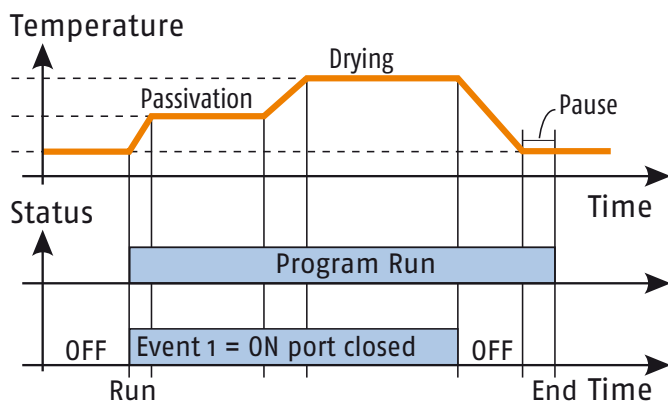 Temperature
Drying
Passivation
Pause
Time
Status
Program Run
OFF
Event 1 = ON port closed
OFF
Run
End Time